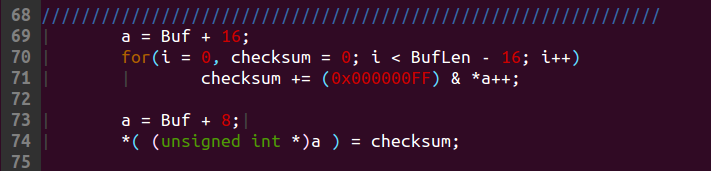 68 //////////////////////////////////////////////////////////////
69 a = Buf + 16;
70 for(i = 0, checksum = 0; i < BufLen - 16; i++)
71 checksum += (0x000000FF) & *a++;
72
73 a = Buf + 8;
74 *( (unsigned int *)a ) = checksum;
75